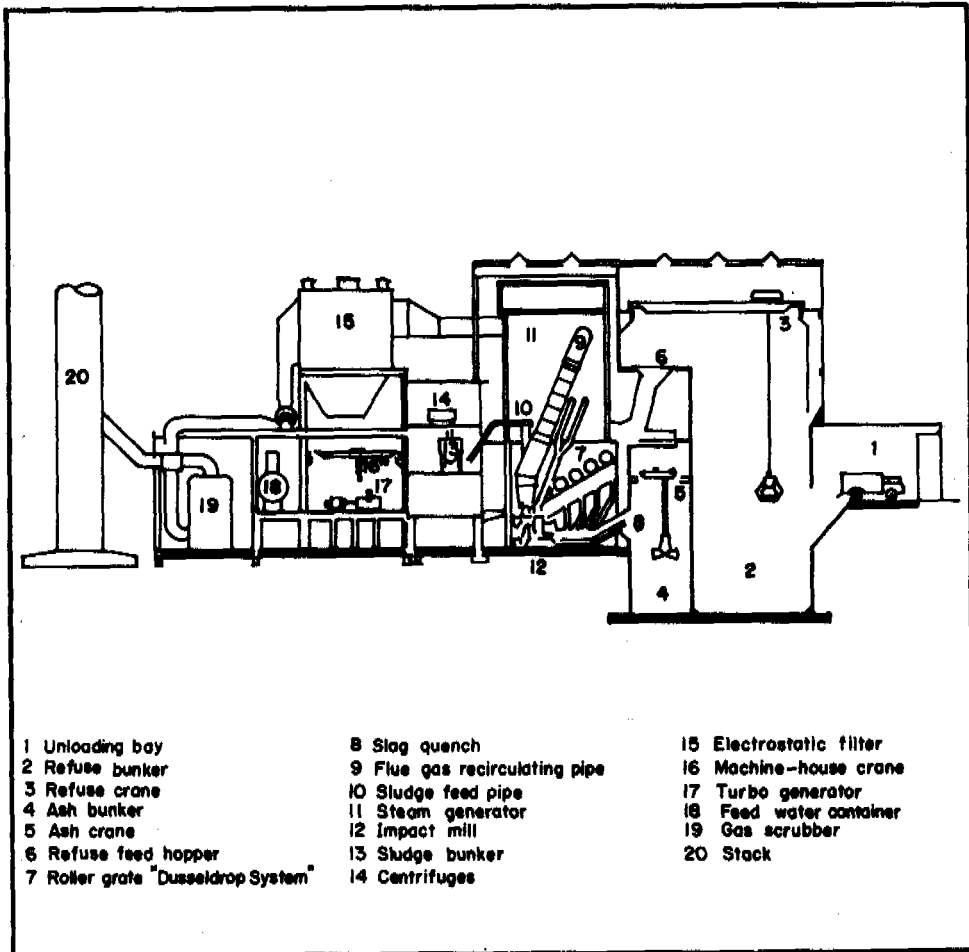 15
11
9
3
6
20
14
10
13
7
1
16
17
18
5
19
8
12
4
2
1 Unloading bay
2 Refuse bunker
3 Refuse crane
4 Ash bunker
5 Ash crane
6 Refuse feed hopper
7 Roller grate "Dusseldrop System"
8 Slag quench
9 Flue gas recirculating pipe
10 Sludge feed pipe
11 Steam generator
12 Impact mill
13 Sludge bunker
14 Centrifuges
15 Electrostatic filter
16 Machine-house crane
17 Turbo generator
18 Feed water container
19 Gas scrubber
20 Stack